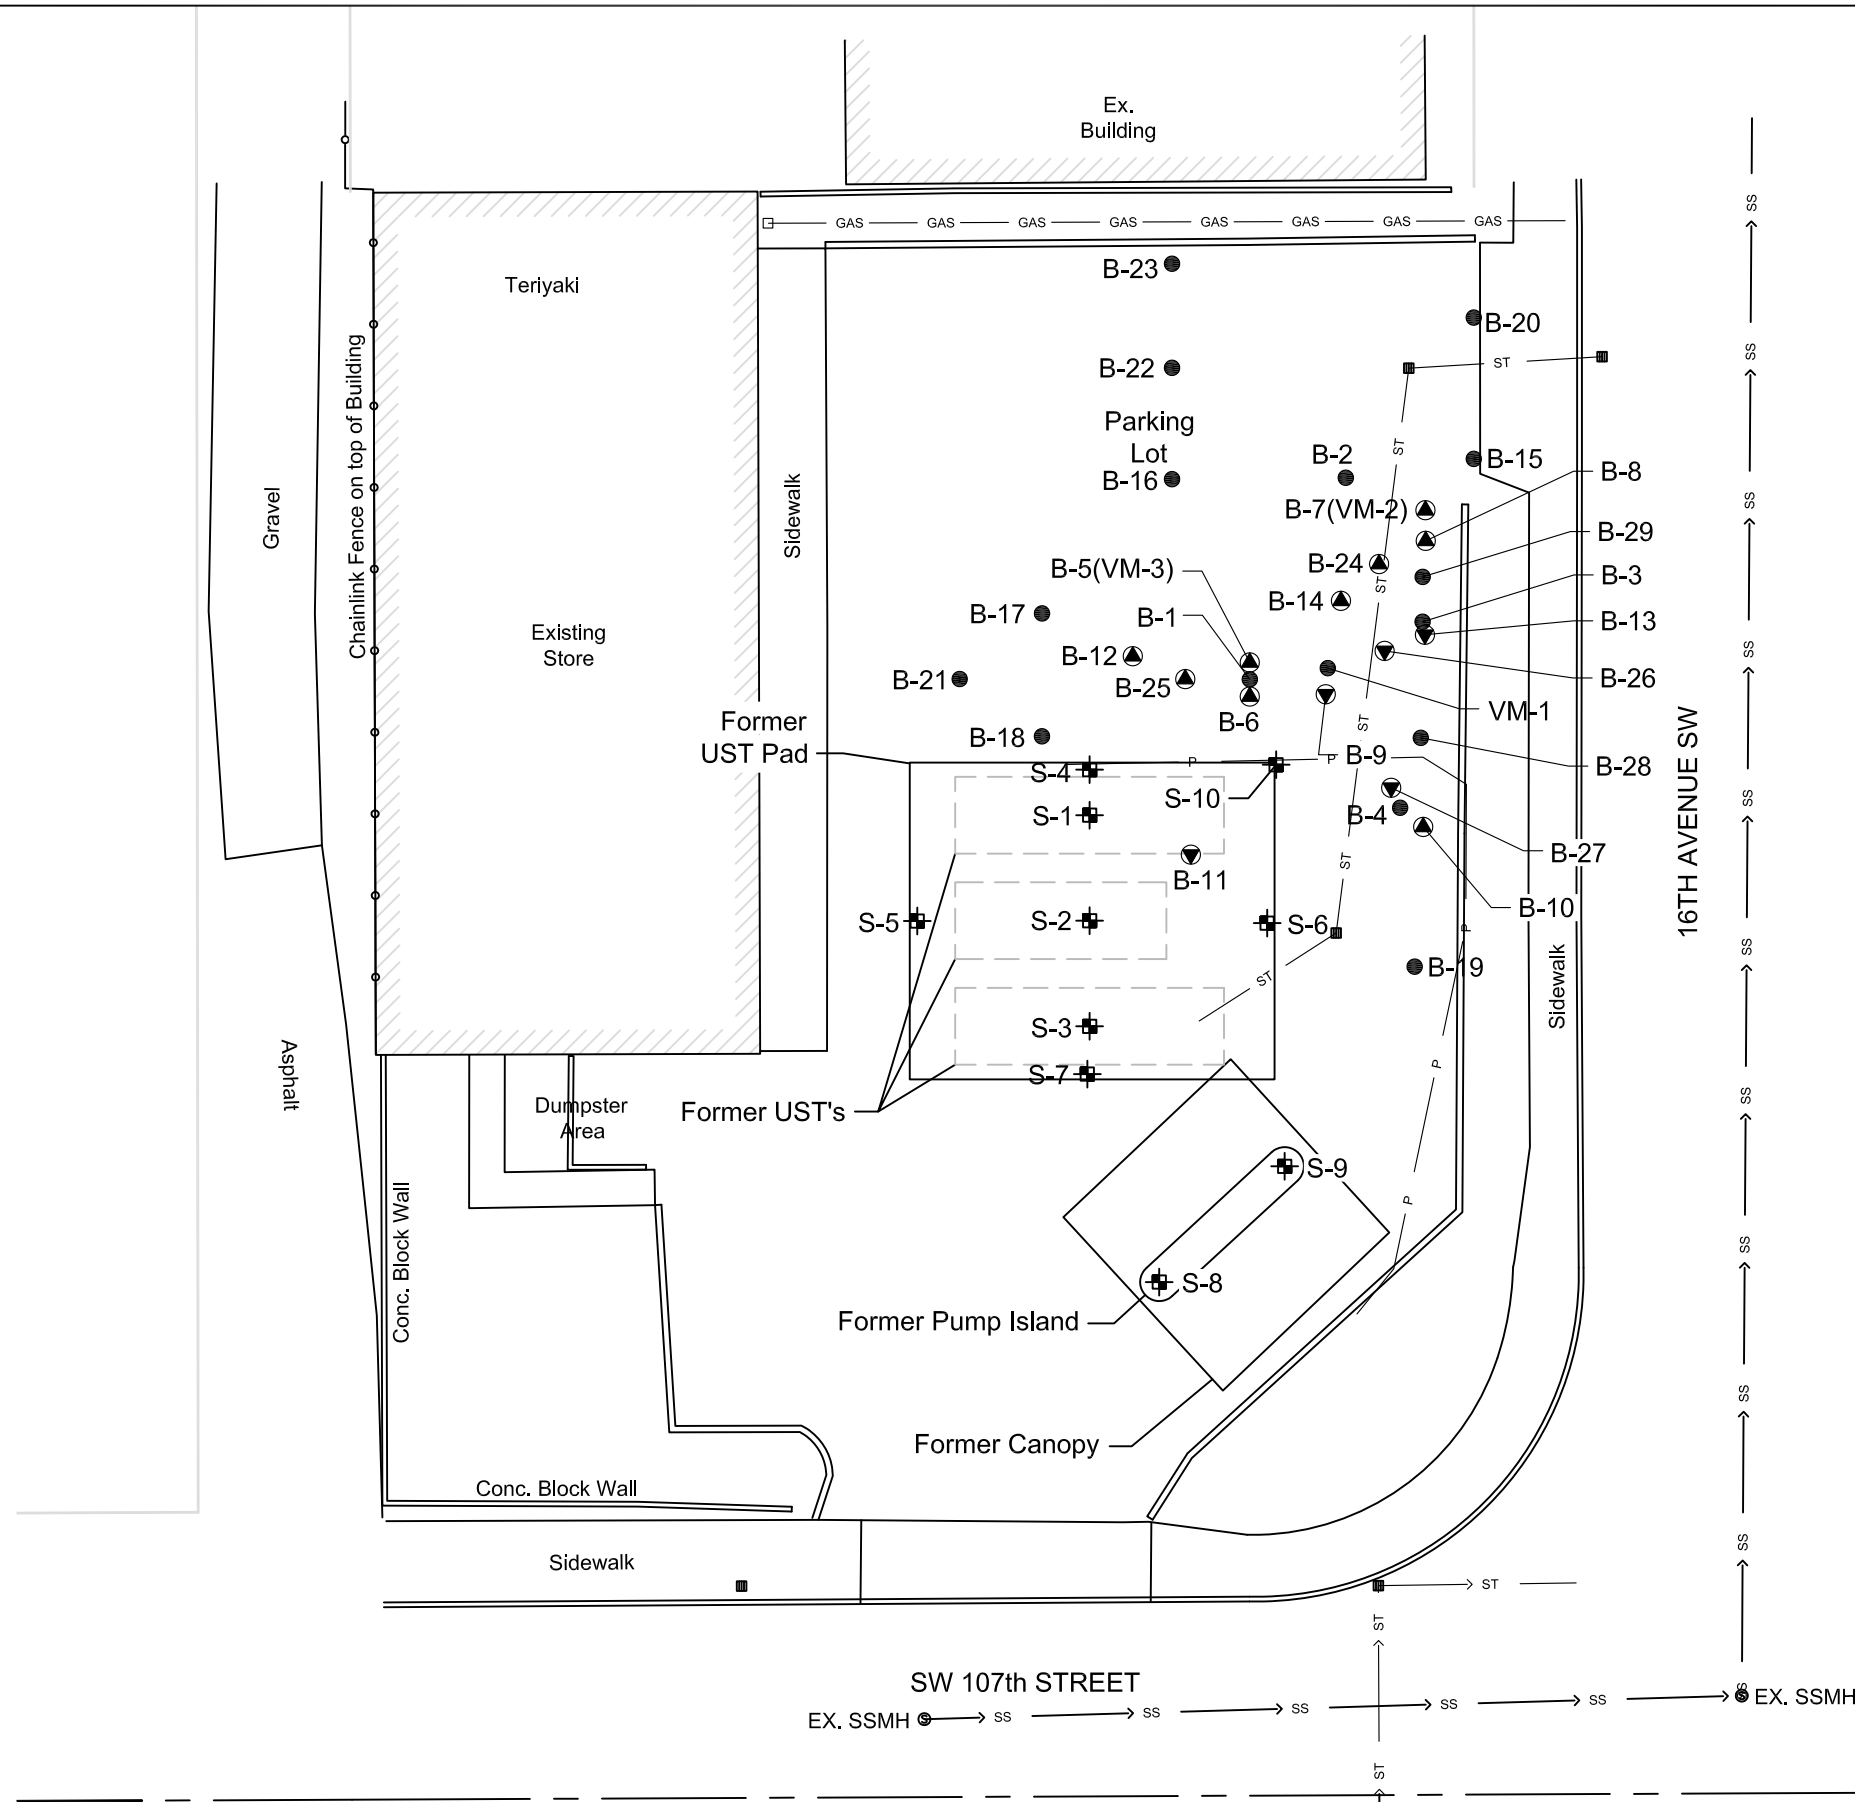 Ex.
Building
GAS GAS GAS GAS GAS GAS GAS GAS
SS
B-23
Teriyaki
B-20
Chainlink Fence on top of Building
ST
B-22
Parking
Lot
ST
B-2
B-15
B-8
B-16
Gravel
Sidewalk
SS
B-7(VM-2)
B-29
B-24
B-5(VM-3)
B-3
ST
B-14
B-17
B-1
B-13
Existing
Store
SS
B-12
B-21
B-25
B-26
B-6
VM-1
Former
UST Pad
ST
B-18
B-9
P
P
B-28
S-4
S-10
16TH AVENUE SW
SS
S-1
B-4
B-27
ST
B-11
B-10
S-5
S-2
S-6
P
SS
B-19
ST
Sidewalk
S-3
Asphalt
S-7
P
SS
Dumpster
Area
Former UST's
S-9
P
Conc. Block Wall
SS
S-8
Former Pump Island
SS
Former Canopy
Conc. Block Wall
SS
Sidewalk
ST
ST
SW 107th STREET
S
EX. SSMH
S
SS SS SS SS SS
S
EX. SSMH
ST